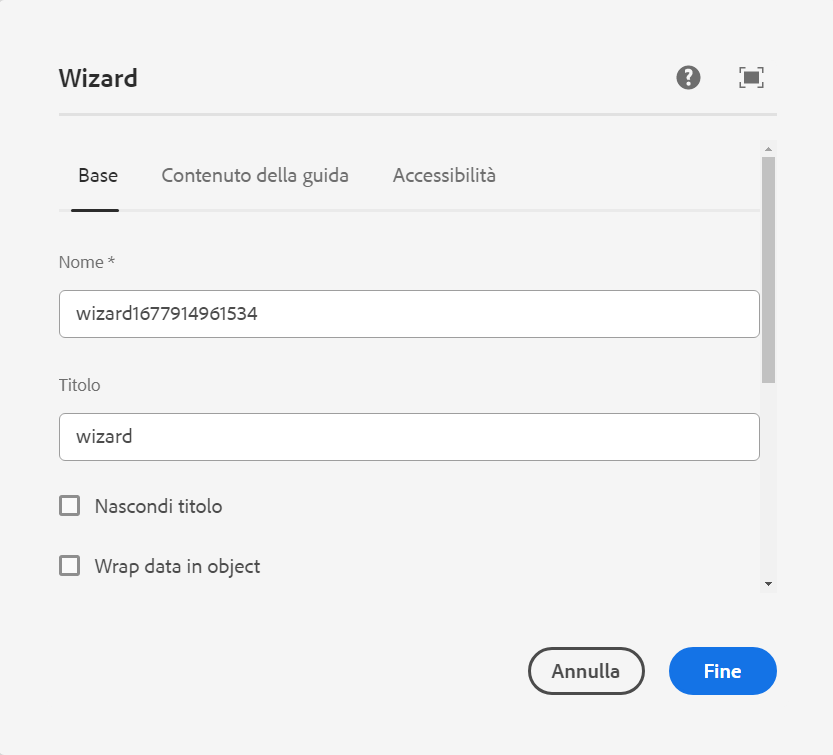 Wizard
Base Contenuto della guida Accessibilità
Nome *
wizard1677914961534
Titolo
wizard
Nascondi titolo
Wrap data in object
Annulla Fine